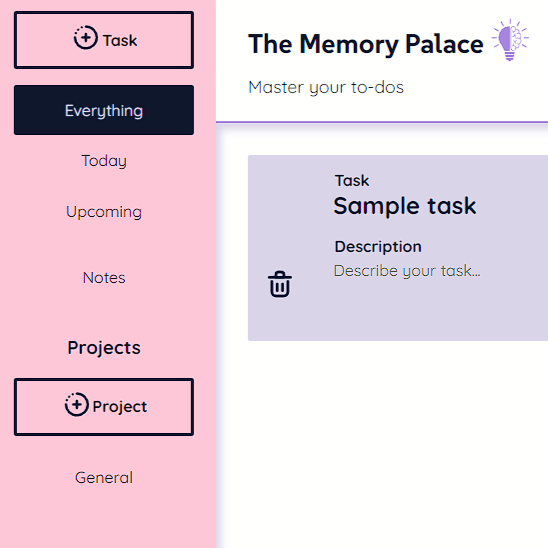 Task
Everything
Today
Upcoming
Notes
Projects
Project
General
The Memory Palace
Master your to-dos
Task
Sample task
Description
Describe your task...